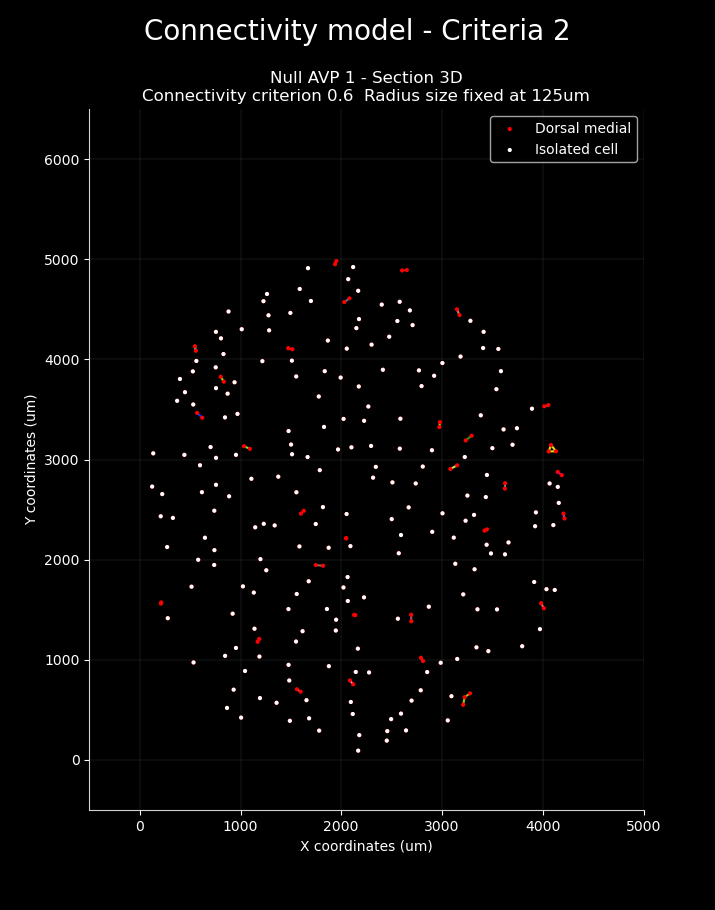 Connectivity model - Criteria 2
Null AVP 1 - Section 3D
Connectivity criterion 0.6  Radius size fixed at 125um
Dorsal medial
Isolated cell
6000
5000
4000
3000
2000
1000
0
Y coordinates (um)
0 1000 2000 3000 4000 5000
X coordinates (um)